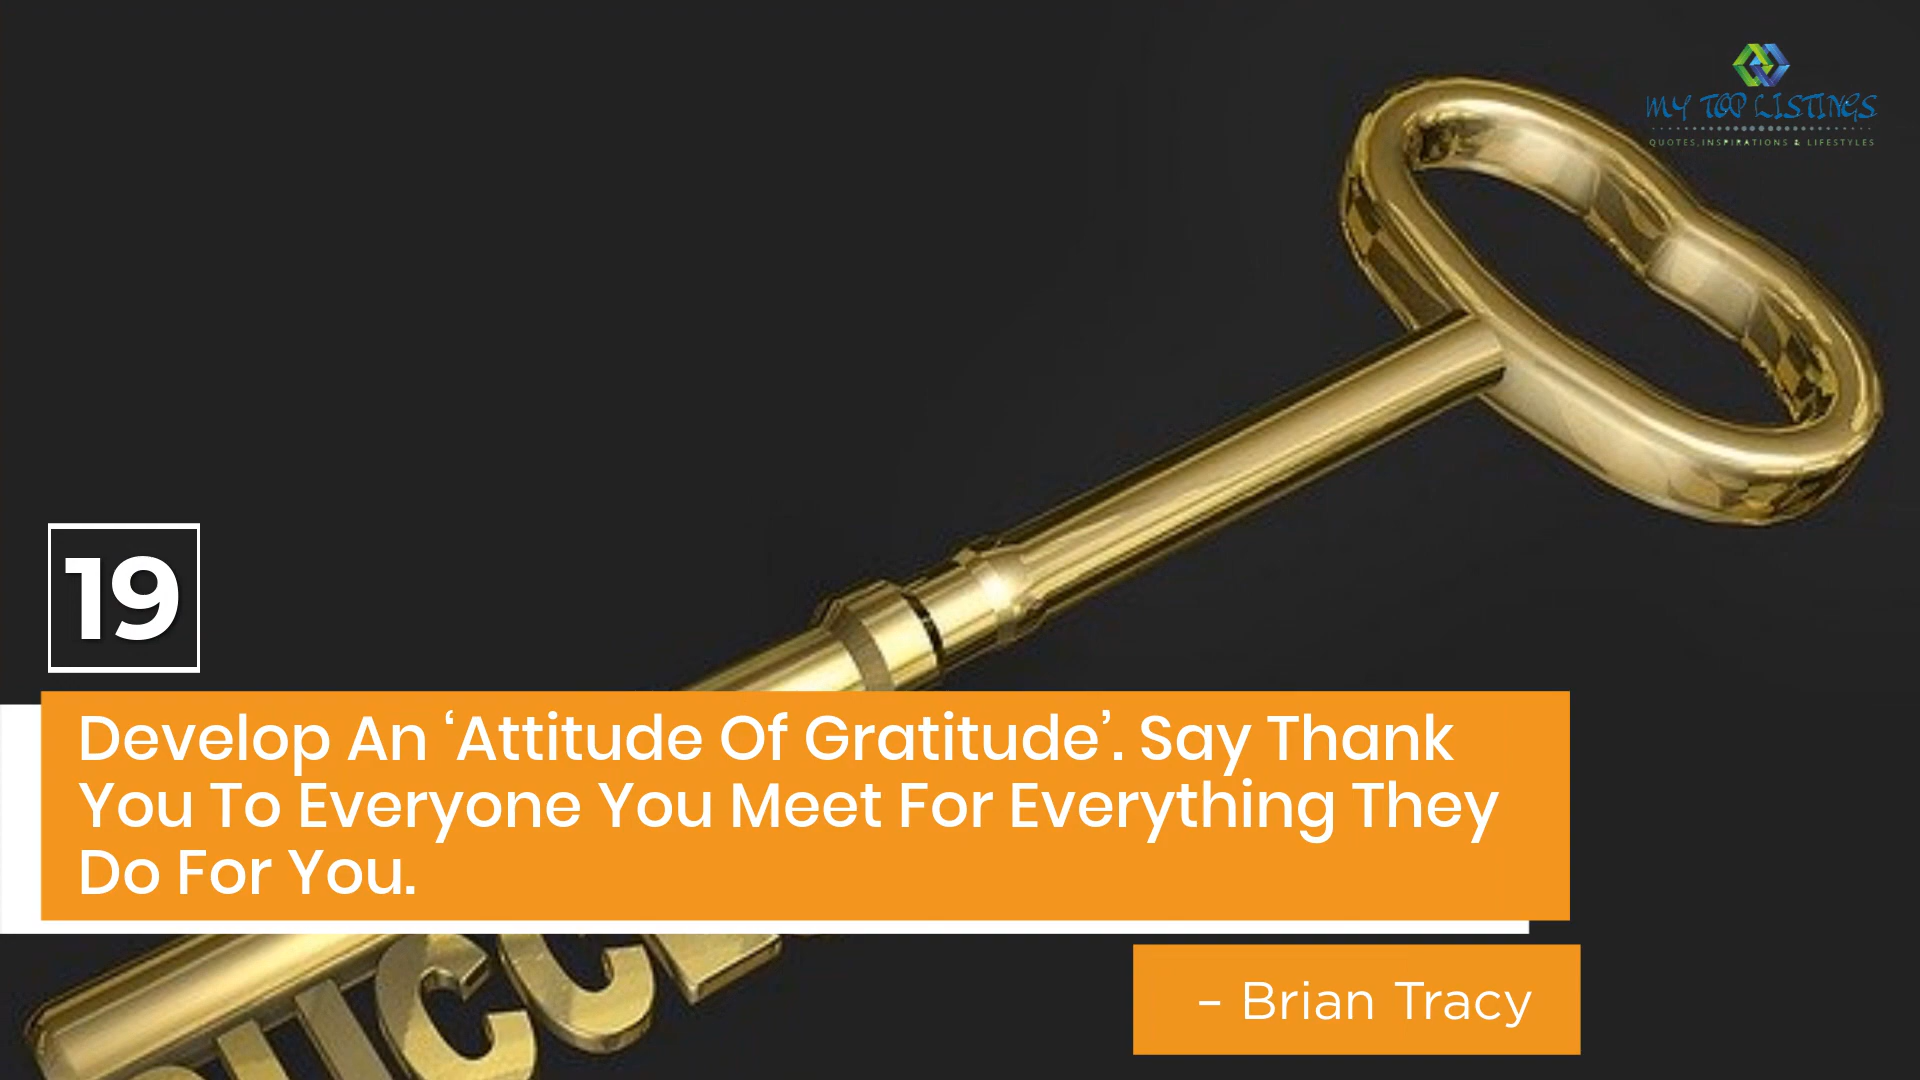 MY TOP LISTINGS
QUOTES, INSPIRATIONS & LIFESTYLES
19
Develop An ‘Attitude Of Gratitude’. Say Thank
You To Everyone You Meet For Everything They
Do For You.
– Brian Tracy